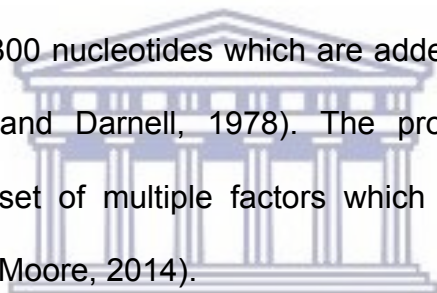 300 nucleotides which are adde
and Darnell, 1978). The pro
set of multiple factors which
Moore, 2014).